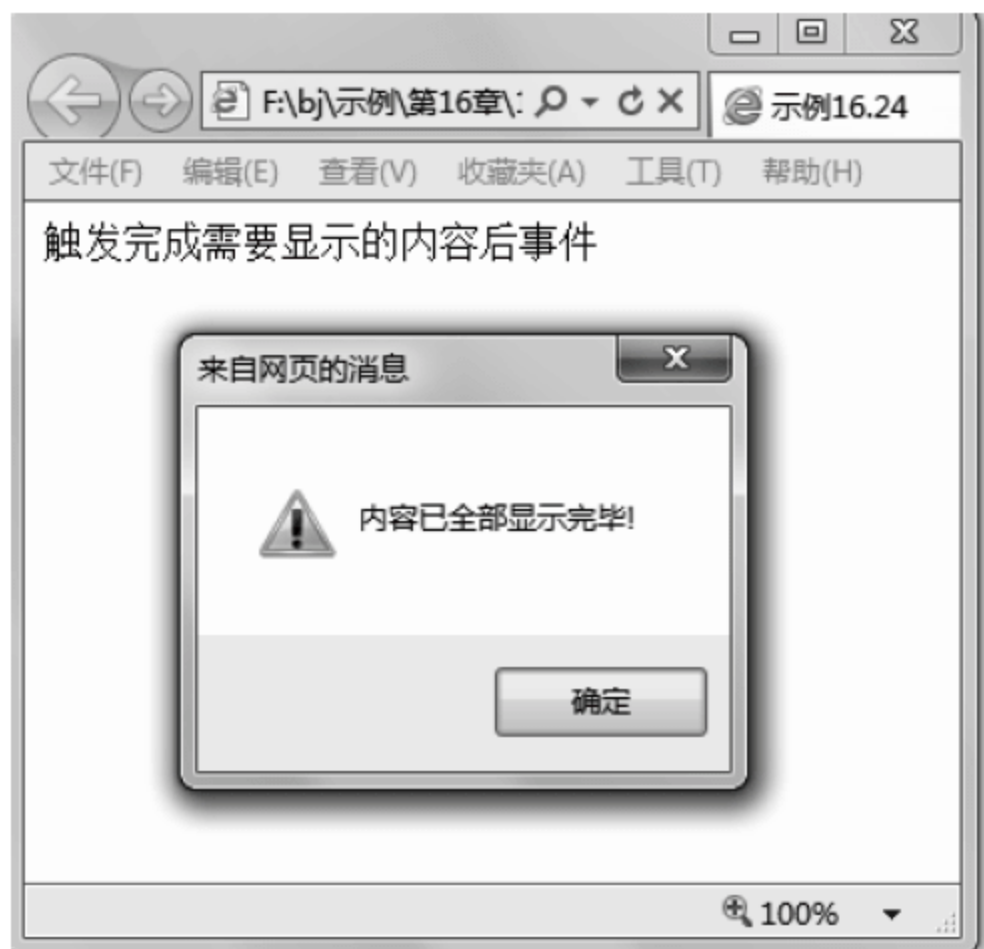 F:\bj\示例\第16章\
示例16.24
文件(F) 编辑(E) 查看(V) 收藏夹(A) 工具(T) 帮助(H)
触发完成需要显示的内容后事件
来自网页的消息
内容已全部显示完毕!
确定
100%